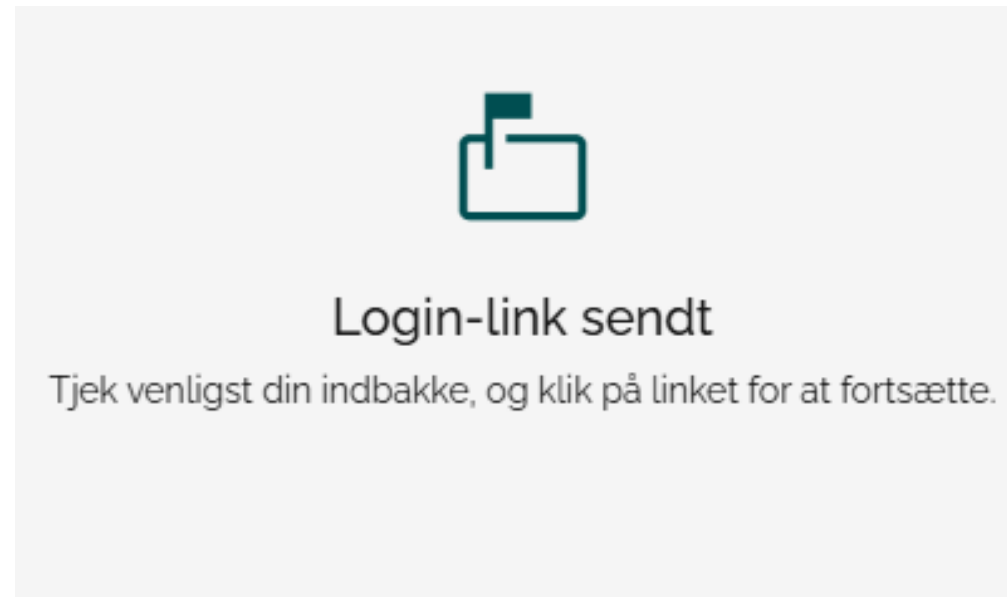 Login-link sendt
Tjek venligst din indbakke, og klik på linket for at fortsætte.